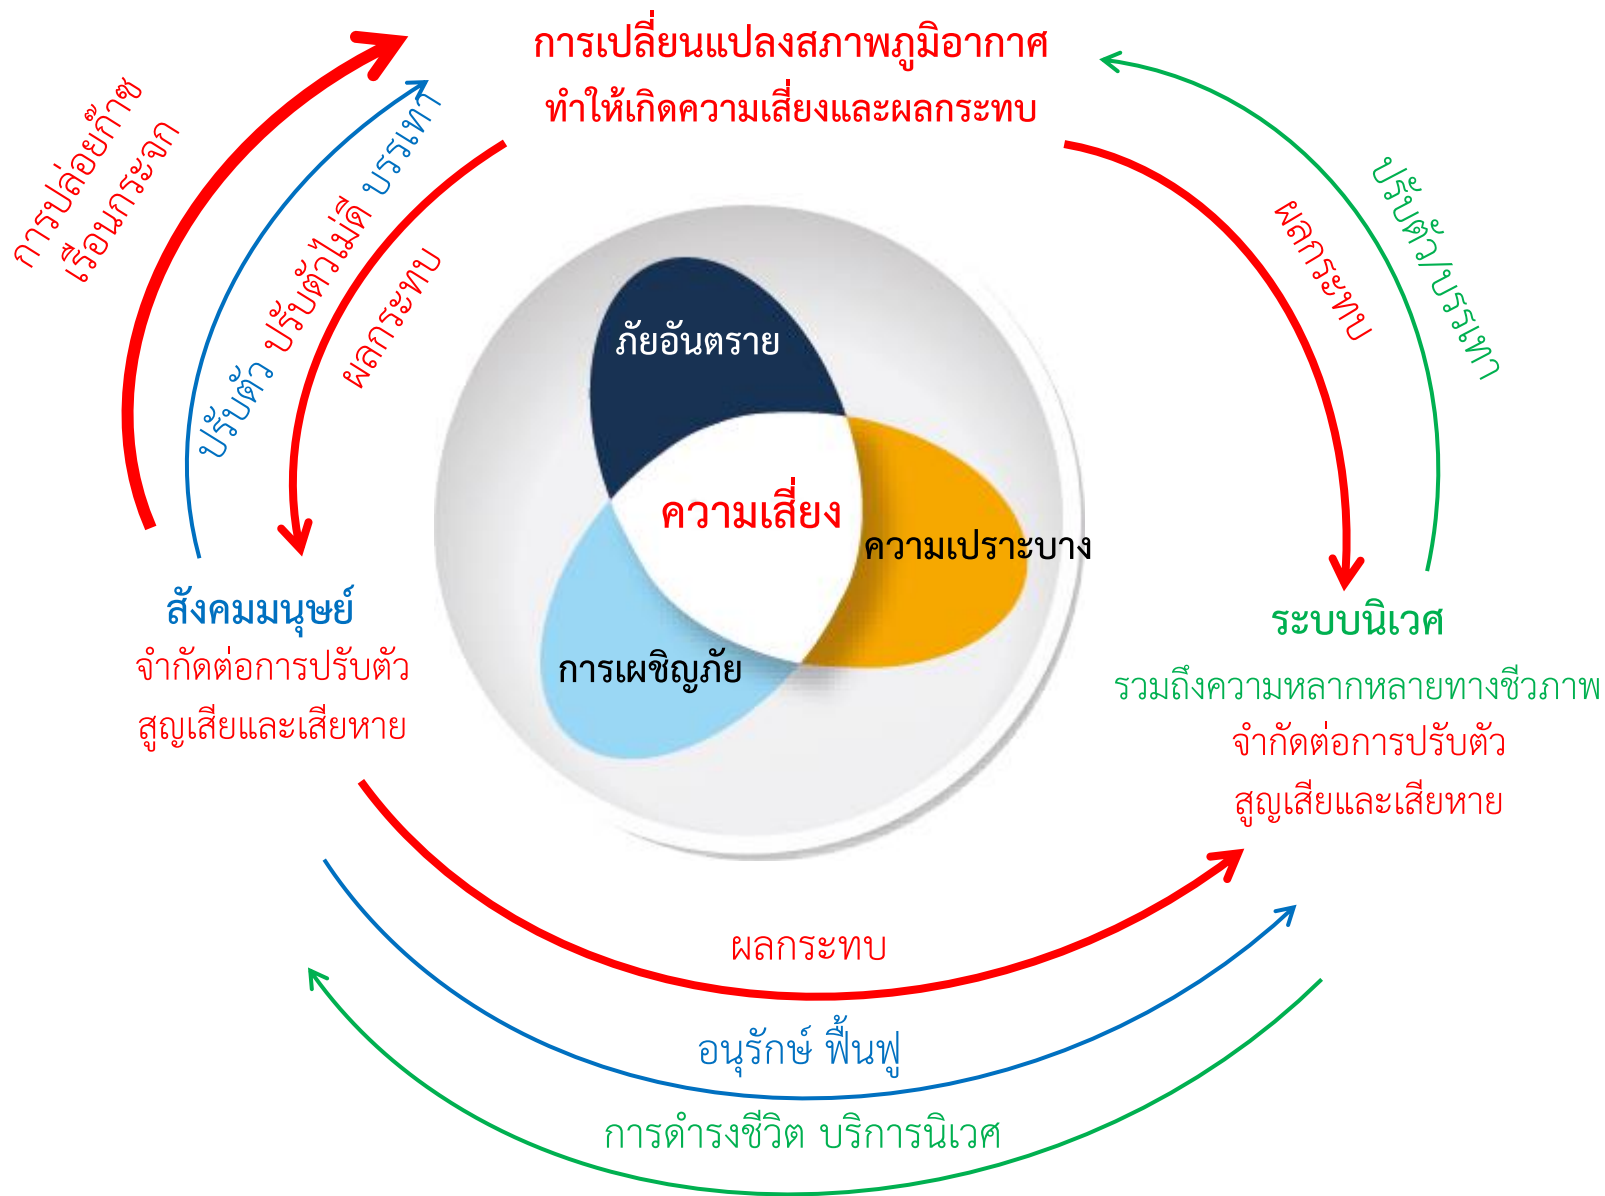 การเปลี่ยนแปลงสภาพภูมิอากาศ
ทำให้เกิดความเสี่ยงและผลกระทบ
การปล่อยก๊าซ
เรือนกระจก
ปรับตัว ปรับตัวไม่ดี บรรเทา
ผลกระทบ
ผลกระทบ
ปรับตัว/บรรเทา
ภัยอันตราย
ความเสี่ยง
ความเปราะบาง
การเผชิญภัย
สังคมมนุษย์
จำกัดต่อการปรับตัว
สูญเสียและเสียหาย
ระบบนิเวศ
รวมถึงความหลากหลายทางชีวภาพ
จำกัดต่อการปรับตัว
สูญเสียและเสียหาย
ผลกระทบ
อนุรักษ์ ฟื้นฟู
การดำรงชีวิต บริการนิเวศ